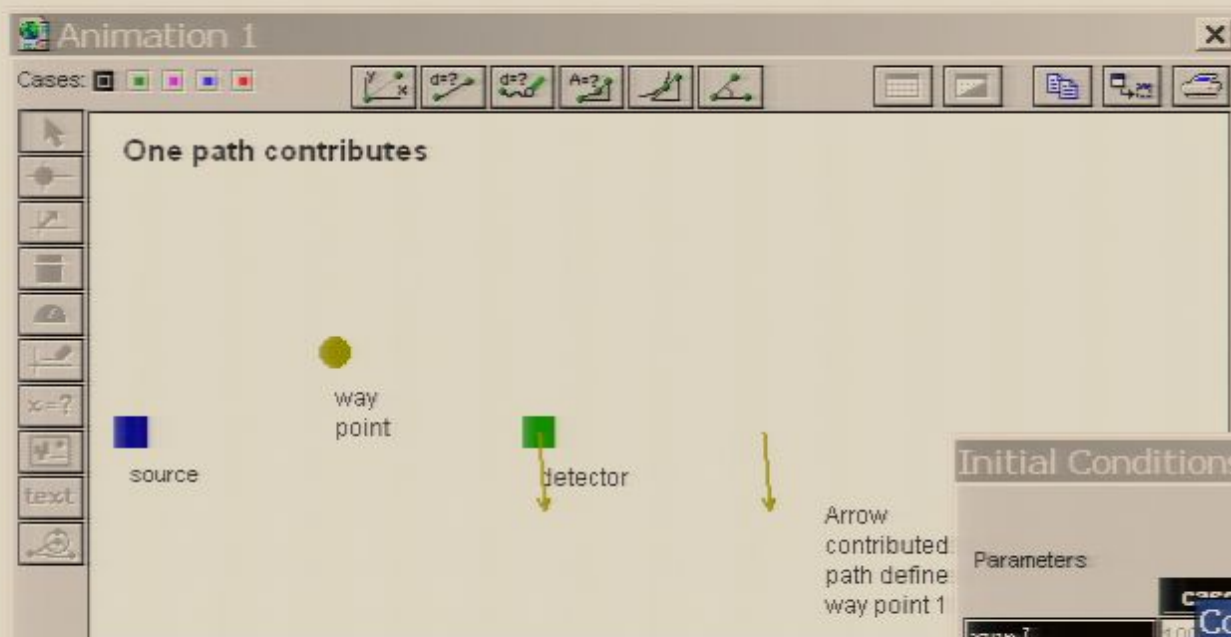 Animation 1
Cases:
y
x
d=?
d=?
A=?
One path contributes
x=?
text
way
point
source
detector
Arrow
contributed
path define
way point 1
Initial Condition
Parameters